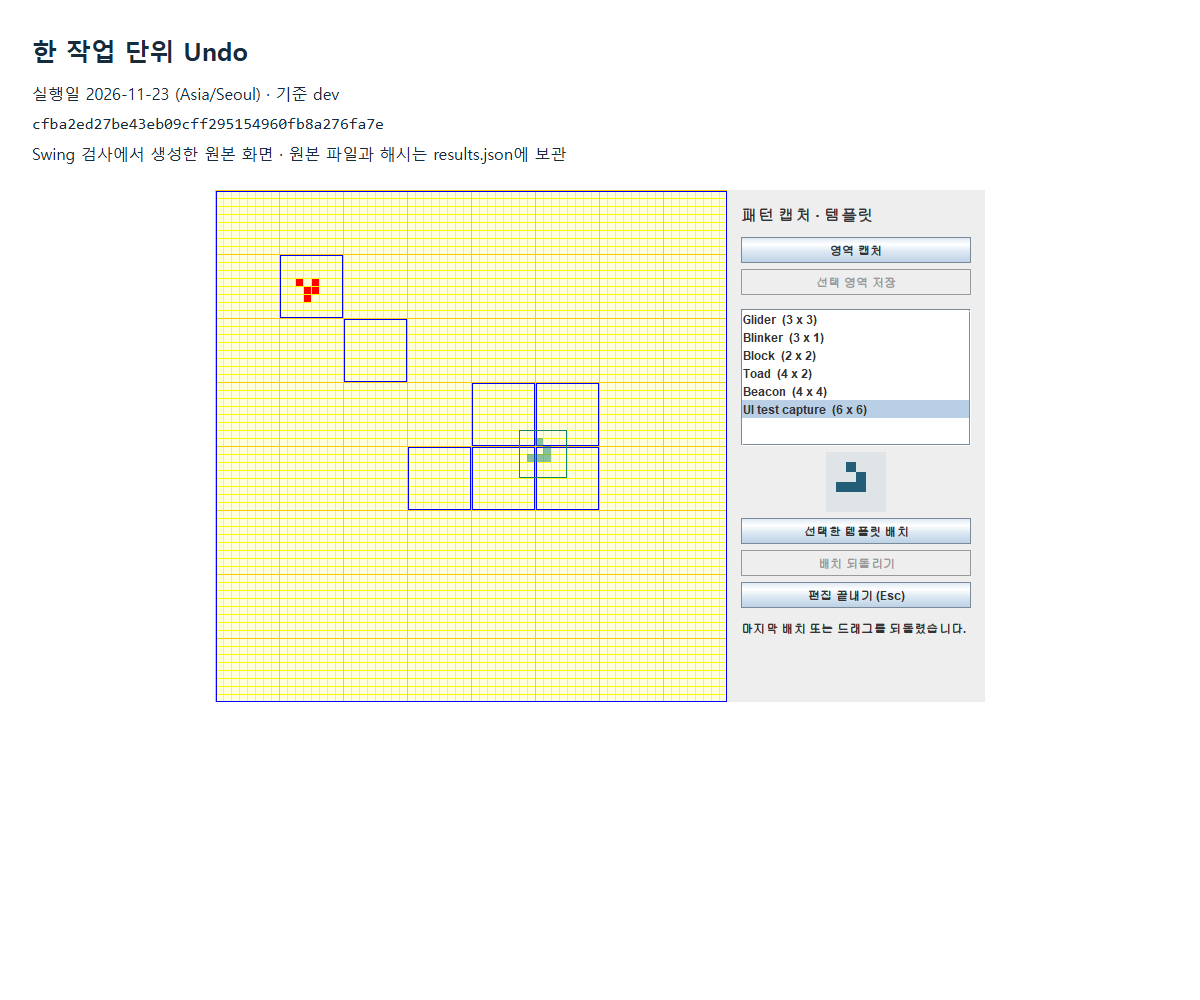 한 작업 단위 Undo
실행일 2026-11-23 (Asia/Seoul) · 기준 dev
cfba2ed27be43eb09cff295154960fb8a276fa7e
Swing 검사에서 생성한 원본 화면 · 원본 파일과 해시는 results.json에 보관
패턴 캡처 · 템플릿
영역 캡처
선택 영역 저장
Glider (3 x 3)
Blinker (3 x 1)
Block (2 x 2)
Toad (4 x 2)
Beacon (4 x 4)
UI test capture (6 x 6)
선택한 템플릿 배치
배치 되돌리기
편집 끝내기 (Esc)
마지막 배치 또는 드래그를 되돌렸습니다.